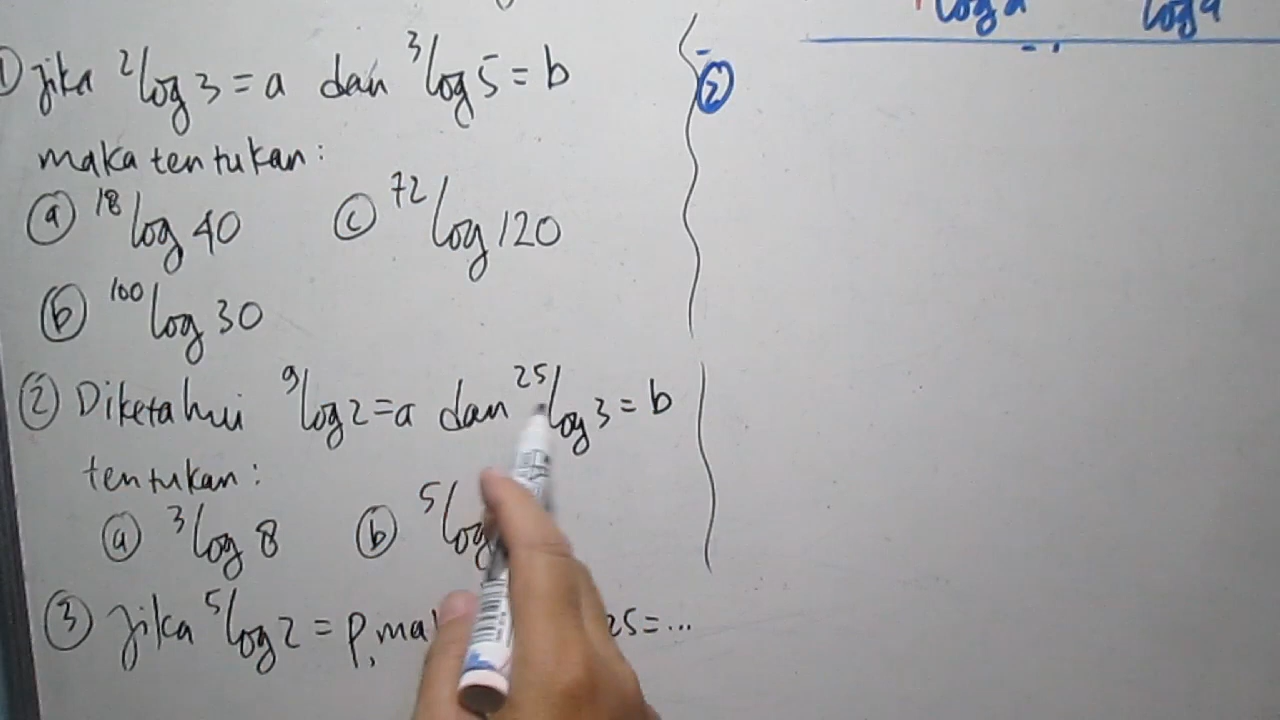 ① Jika ²log 3 = a dan ³log 5 = b
maka tentukan:
ⓐ ¹⁸log 40 ⓒ ⁷²log 120
ⓑ ¹⁰⁰log 30
② Diketahui ⁹log 2 = a dan ²⁵log 3 = b
tentukan:
ⓐ ³log 8 ⓑ ⁵log
③ Jika ⁵log 2 = p, 25 = ...
②